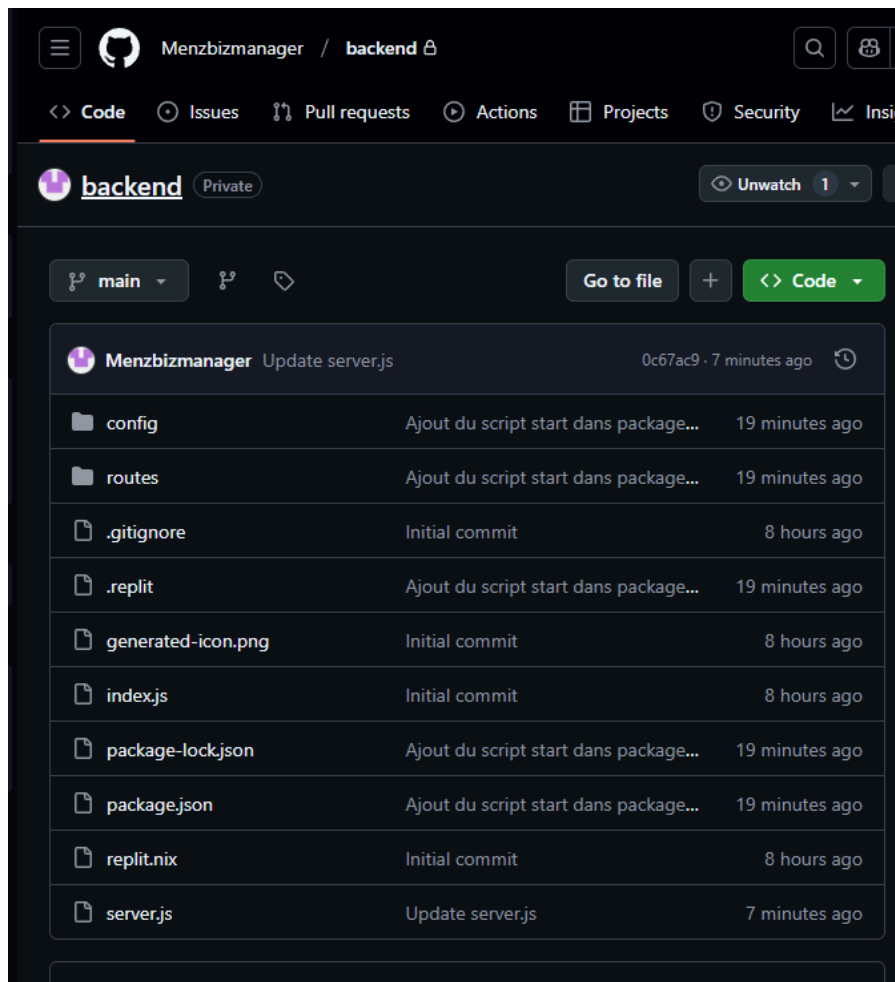 Menzbizmanager / backend
Code Issues Pull requests Actions Projects Security Insi
backend Private Unwatch 1
main Go to file Code
Menzbizmanager Update server.js 0c67ac9 · 7 minutes ago
config Ajout du script start dans package... 19 minutes ago
routes Ajout du script start dans package... 19 minutes ago
.gitignore Initial commit 8 hours ago
.replit Ajout du script start dans package... 19 minutes ago
generated-icon.png Initial commit 8 hours ago
index.js Initial commit 8 hours ago
package-lock.json Ajout du script start dans package... 19 minutes ago
package.json Ajout du script start dans package... 19 minutes ago
replit.nix Initial commit 8 hours ago
server.js Update server.js 7 minutes ago